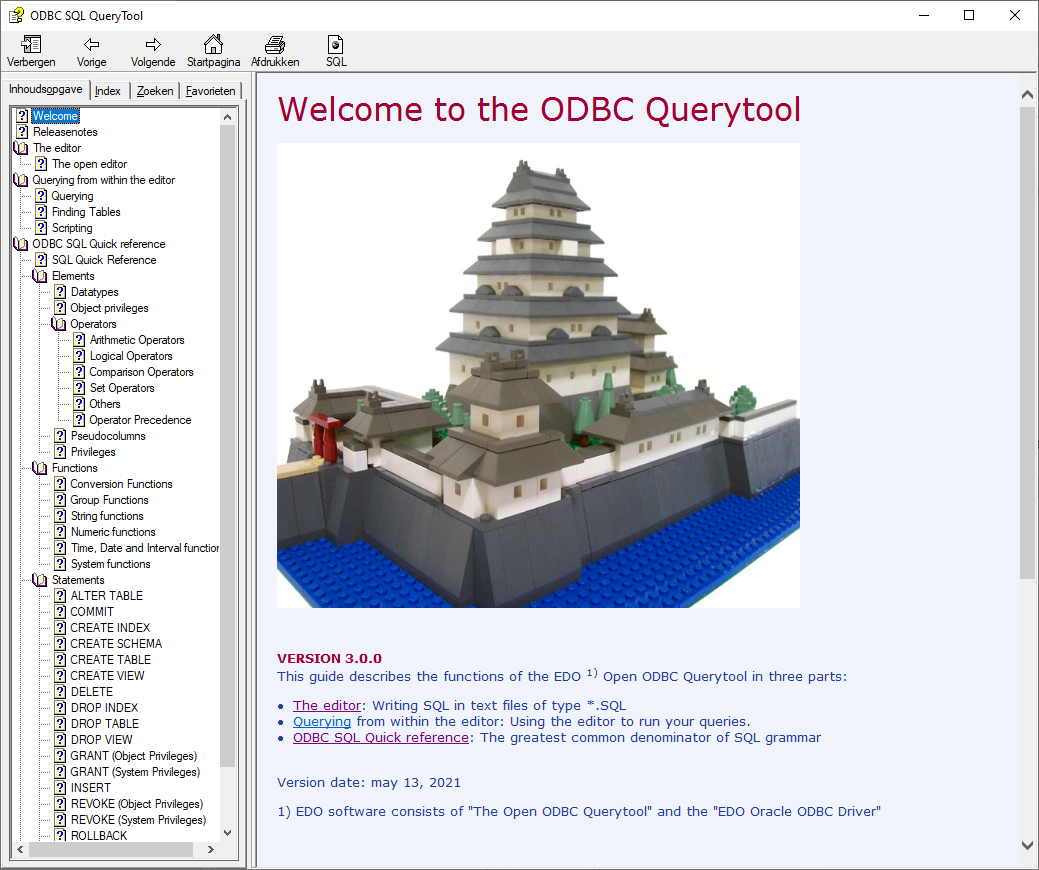 ODBC SQL QueryTool
Verbergen Vorige Volgende Startpagina Afdrukken SQL
Inhoudsopgave Index Zoeken Favorieten
Welcome
Releasenotes
The editor
The open editor
Querying from within the editor
Querying
Finding Tables
Scripting
ODBC SQL Quick reference
SQL Quick Reference
Elements
Datatypes
Object privileges
Operators
Arithmetic Operators
Logical Operators
Comparison Operators
Set Operators
Others
Operator Precedence
Pseudocolumns
Privileges
Functions
Conversion Functions
Group Functions
String functions
Numeric functions
Time, Date and Interval function
System functions
Statements
ALTER TABLE
COMMIT
CREATE INDEX
CREATE SCHEMA
CREATE TABLE
CREATE VIEW
DELETE
DROP INDEX
DROP TABLE
DROP VIEW
GRANT (Object Privileges)
GRANT (System Privileges)
INSERT
REVOKE (Object Privileges)
REVOKE (System Privileges)
ROLLBACK
Welcome to the ODBC Querytool
VERSION 3.0.0
This guide describes the functions of the EDO 1) Open ODBC Querytool in three parts:
• The editor: Writing SQL in text files of type *.SQL
• Querying from within the editor: Using the editor to run your queries.
• ODBC SQL Quick reference: The greatest common denominator of SQL grammar
Version date: may 13, 2021
1) EDO software consists of "The Open ODBC Querytool" and the "EDO Oracle ODBC Driver"